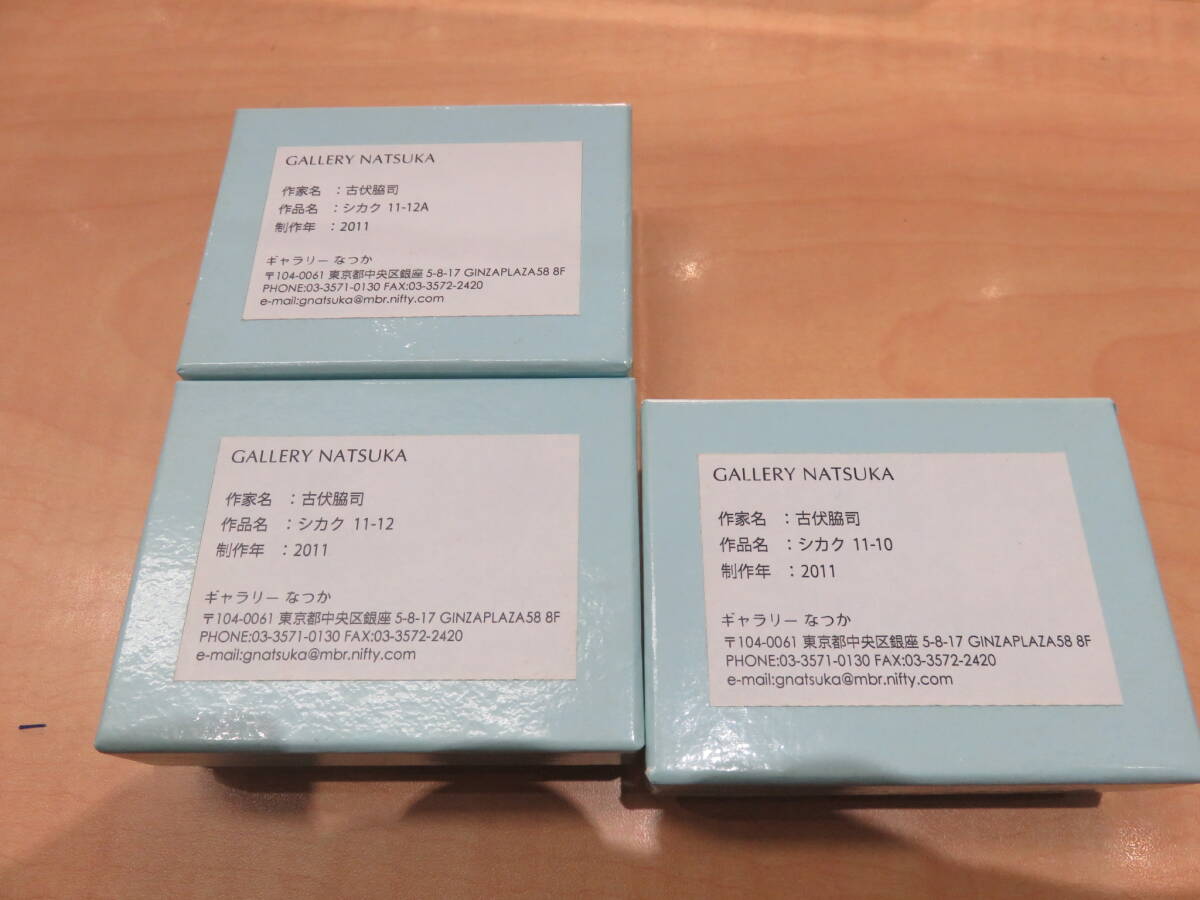 GALLERY NATSUKA
作家名　：古伏脇司
作品名　：シカク 11-12A
制作年　：2011
ギャラリー なつか
〒104-0061 東京都中央区銀座 5-8-17 GINZAPLAZA58 8F
PHONE:03-3571-0130 FAX:03-3572-2420
e-mail:gnatsuka@mbr.nifty.com
GALLERY NATSUKA
作家名　：古伏脇司
作品名　：シカク 11-12
制作年　：2011
ギャラリー なつか
〒104-0061 東京都中央区銀座 5-8-17 GINZAPLAZA58 8F
PHONE:03-3571-0130 FAX:03-3572-2420
e-mail:gnatsuka@mbr.nifty.com
GALLERY NATSUKA
作家名　：古伏脇司
作品名　：シカク 11-10
制作年　：2011
ギャラリー なつか
〒104-0061 東京都中央区銀座 5-8-17 GINZAPLAZA58 8F
PHONE:03-3571-0130 FAX:03-3572-2420
e-mail:gnatsuka@mbr.nifty.com